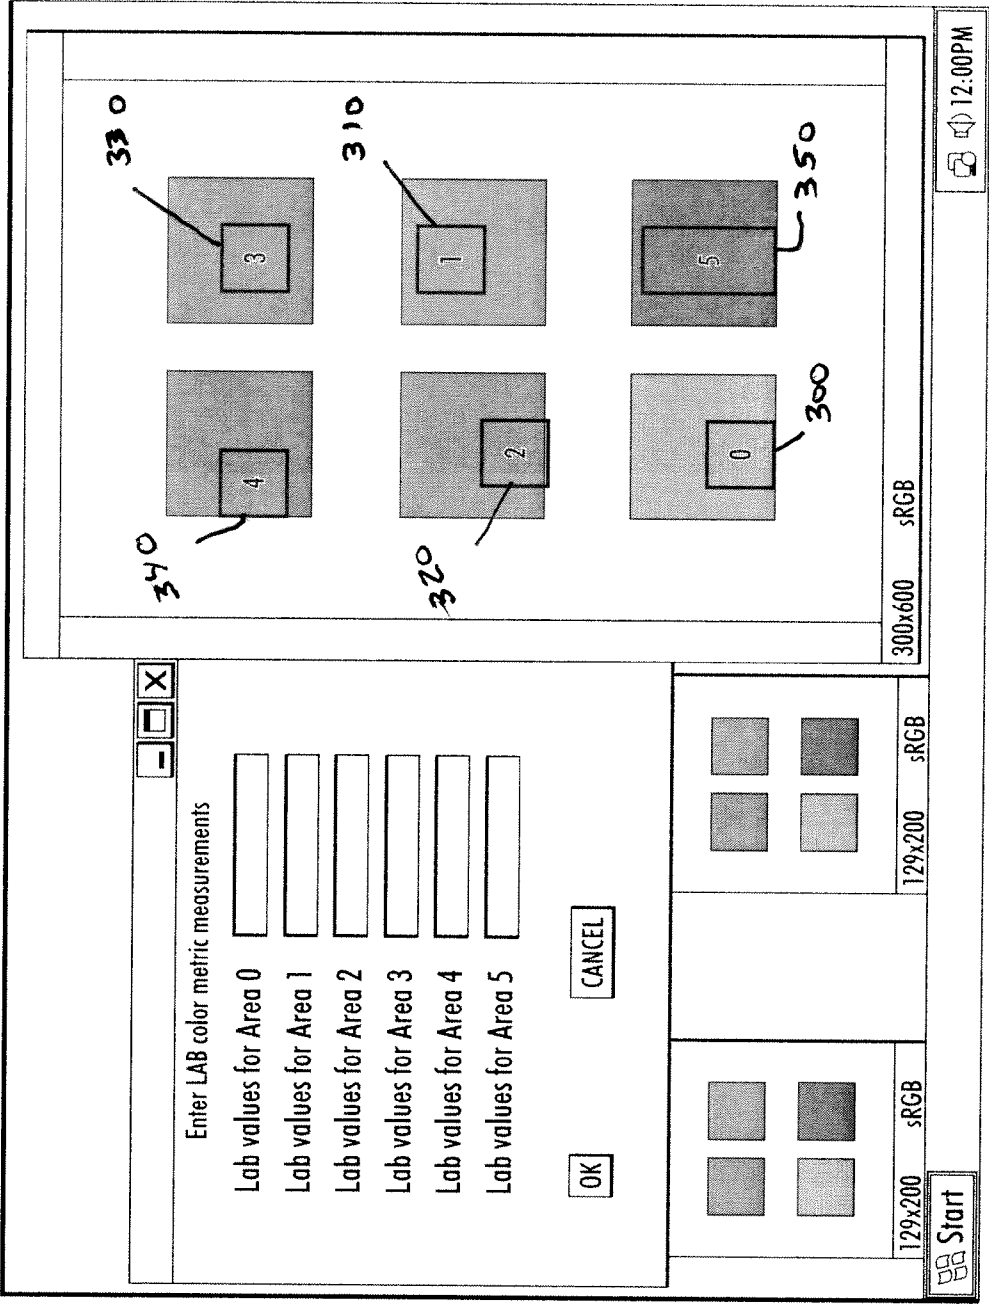 Enter LAB color metric measurements
Lab values for Area 0
Lab values for Area 1
Lab values for Area 2
Lab values for Area 3
Lab values for Area 4
Lab values for Area 5
OK
CANCEL
340
330
4
3
320
310
2
1
0
5
300
350
300x600 sRGB
129x200 sRGB
129x200 sRGB
Start
12:00PM